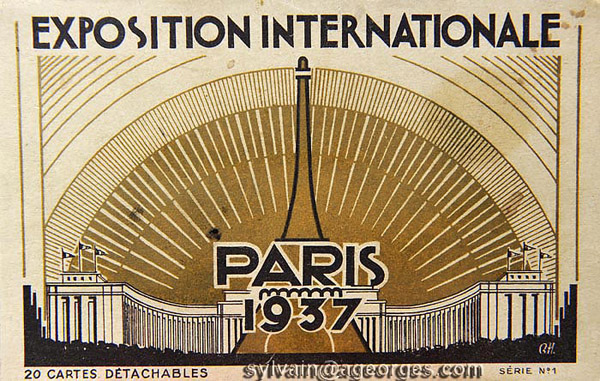 EXPOSITION INTERNATIONALE
PARIS
1937
20 CARTES DÉTACHABLES
sylvain@ageorges.com
SÉRIE Nº1